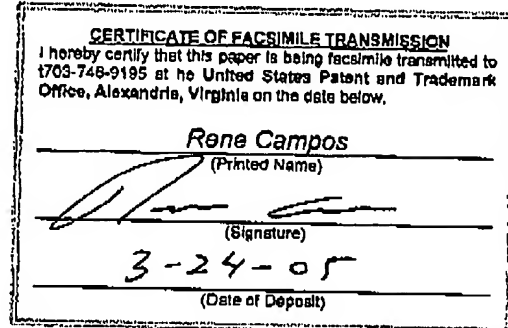 CERTIFICATE OF FACSIMILE TRANSMISSION
I hereby certify that this paper is being facsimile transmitted to
1703-746-9195 at he United States Patent and Trademark
Office, Alexandria, Virginia on the date below.
Rene Campos
(Printed Name)
(Signature)
3-24-05
(Date of Deposit)